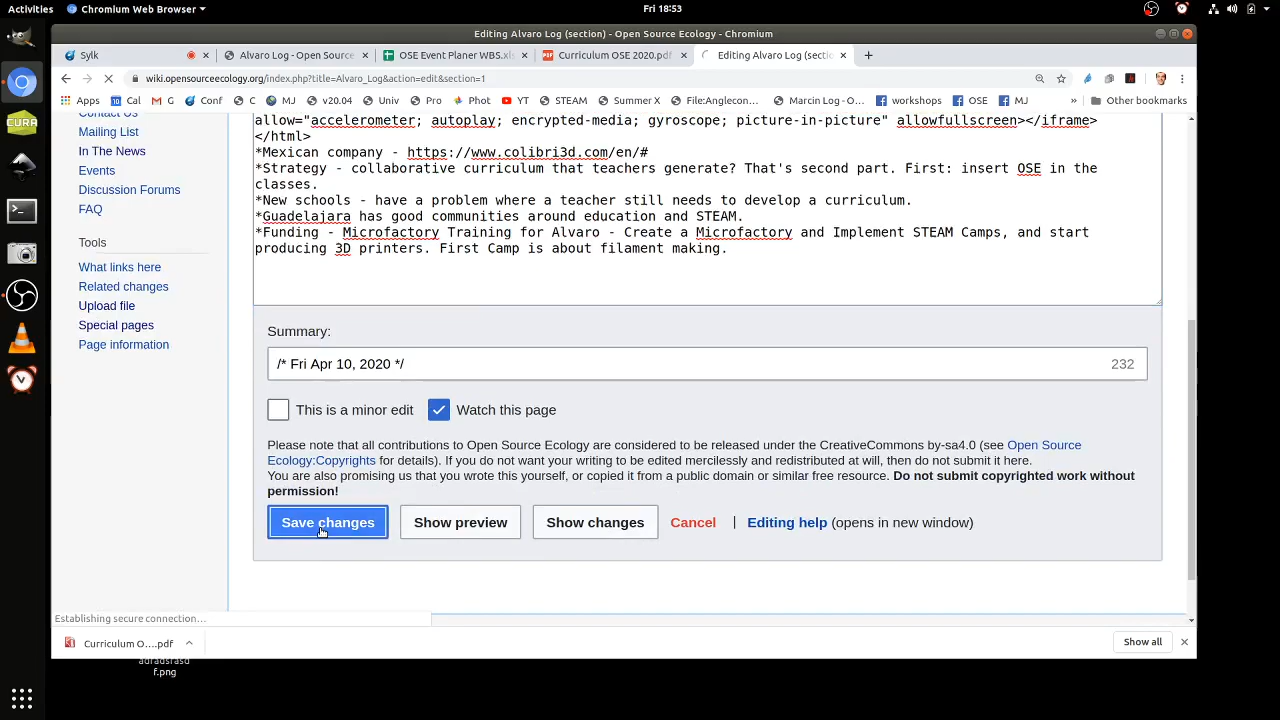 Activities
Chromium Web Browser
Fri 18:53
Editing Alvaro Log (section) - Open Source Ecology - Chromium
Sylk
Alvaro Log - Open Source
OSE Event Planer WBS.xls
Curriculum OSE 2020.pdf
Editing Alvaro Log (secti
wiki.opensourceecology.org/index.php?title=Alvaro_Log&action=edit&section=1
Apps
Cal
G
Conf
C
MJ
v20.04
Univ
Pro
Phot
YT
STEAM
Summer X
File:Anglecon...
Marcin Log - O...
workshops
OSE
MJ
»
Other bookmarks
Contact Us
Mailing List
In The News
Events
Discussion Forums
FAQ
Tools
What links here
Related changes
Upload file
Special pages
Page information
allow="accelerometer; autoplay; encrypted-media; gyroscope; picture-in-picture" allowfullscreen></iframe>
</html>
*Mexican company - https://www.colibri3d.com/en/#
*Strategy - collaborative curriculum that teachers generate? That's second part. First: insert OSE in the
classes.
*New schools - have a problem where a teacher still needs to develop a curriculum.
*Guadelajara has good communities around education and STEAM.
*Funding - Microfactory Training for Alvaro - Create a Microfactory and Implement STEAM Camps, and start
producing 3D printers. First Camp is about filament making.
Summary:
/* Fri Apr 10, 2020 */
232
This is a minor edit
Watch this page
Please note that all contributions to Open Source Ecology are considered to be released under the CreativeCommons by-sa4.0 (see Open Source
Ecology:Copyrights for details). If you do not want your writing to be edited mercilessly and redistributed at will, then do not submit it here.
You are also promising us that you wrote this yourself, or copied it from a public domain or similar free resource. Do not submit copyrighted work without
permission!
Save changes
Show preview
Show changes
Cancel
|
Editing help (opens in new window)
Establishing secure connection...
Curriculum O....pdf
Show all
adradsrasd
f.png
CURA